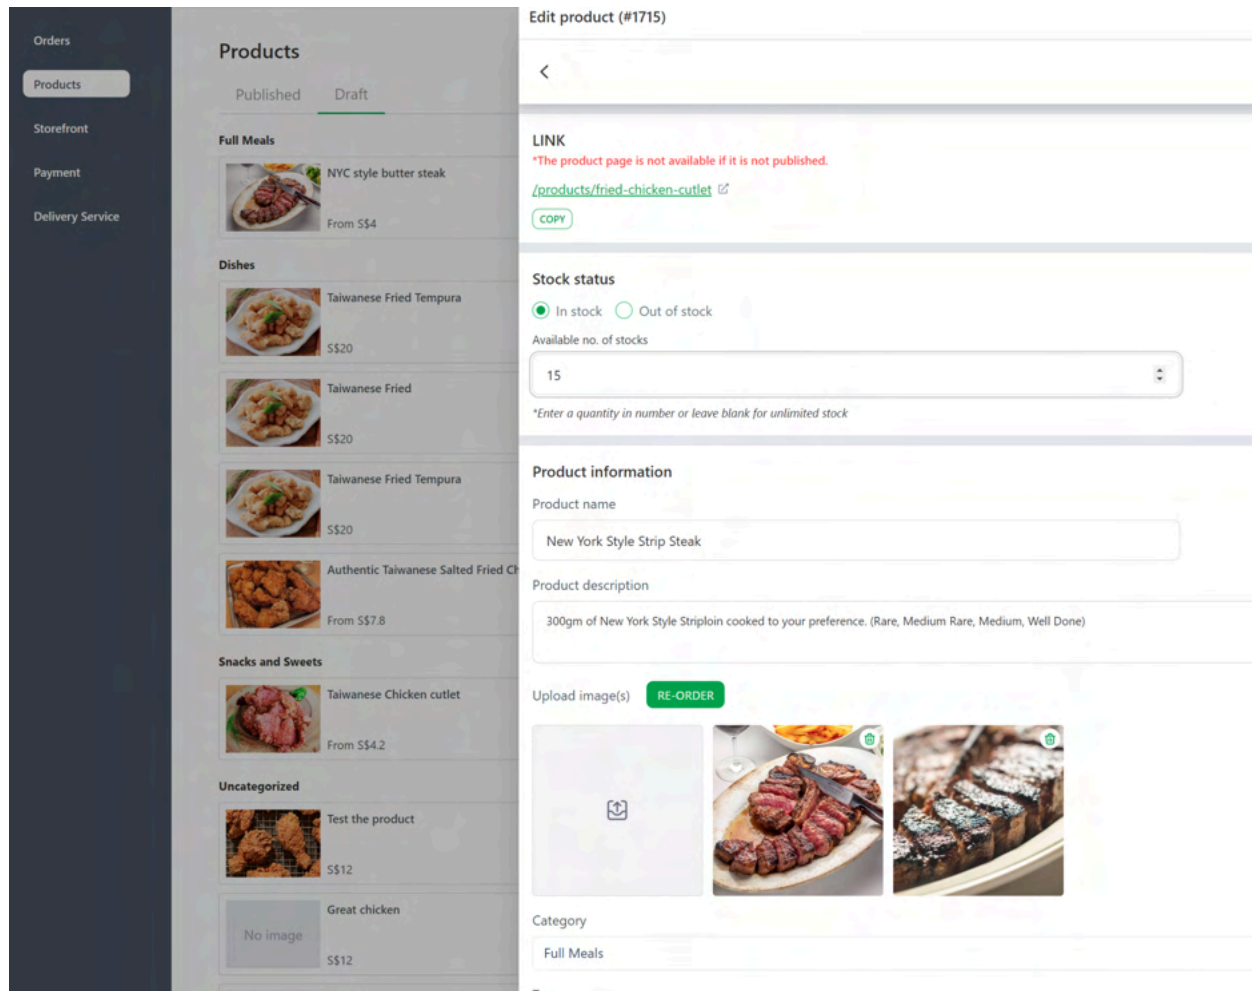 Orders
Products
Storefront
Payment
Delivery Service
Products
Published
Draft
Full Meals
NYC style butter steak
From S$4
Dishes
Taiwanese Fried Tempura
S$20
Taiwanese Fried
S$20
Taiwanese Fried Tempura
S$20
Authentic Taiwanese Salted Fried Ch
From S$7.8
Snacks and Sweets
Taiwanese Chicken cutlet
From S$4.2
Uncategorized
Test the product
S$12
Great chicken
No image
S$12
Edit product (#1715)
LINK
*The product page is not available if it is not published.
/products/fried-chicken-cutlet
COPY
Stock status
In stock
Out of stock
Available no. of stocks
15
*Enter a quantity in number or leave blank for unlimited stock
Product information
Product name
New York Style Strip Steak
Product description
300gm of New York Style Striploin cooked to your preference. (Rare, Medium Rare, Medium, Well Done)
Upload image(s)
RE-ORDER
Category
Full Meals